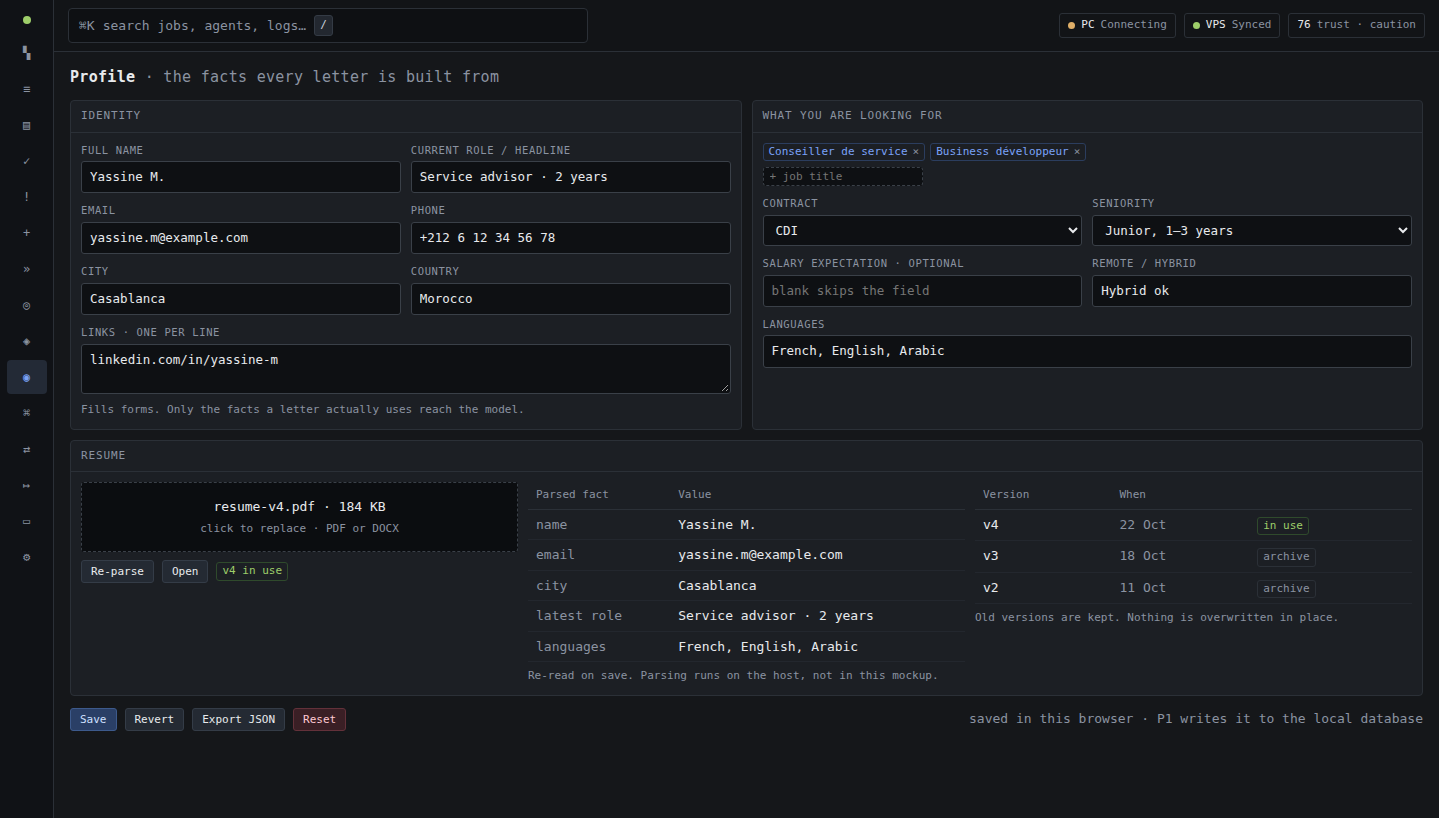 ⌘K search jobs, agents, logs… /
PC Connecting
VPS Synced
76 trust · caution
Profile · the facts every letter is built from
IDENTITY
FULL NAME
CURRENT ROLE / HEADLINE
Yassine M.
Service advisor · 2 years
EMAIL
PHONE
yassine.m@example.com
+212 6 12 34 56 78
CITY
COUNTRY
Casablanca
Morocco
LINKS · ONE PER LINE
linkedin.com/in/yassine-m
Fills forms. Only the facts a letter actually uses reach the model.
WHAT YOU ARE LOOKING FOR
Conseiller de service ×
Business développeur ×
+ job title
CONTRACT
SENIORITY
CDI
Junior, 1–3 years
SALARY EXPECTATION · OPTIONAL
REMOTE / HYBRID
blank skips the field
Hybrid ok
LANGUAGES
French, English, Arabic
RESUME
resume-v4.pdf · 184 KB
click to replace · PDF or DOCX
Re-parse
Open
v4 in use
Parsed fact Value
name Yassine M.
email yassine.m@example.com
city Casablanca
latest role Service advisor · 2 years
languages French, English, Arabic
Re-read on save. Parsing runs on the host, not in this mockup.
Version When
v4 22 Oct in use
v3 18 Oct archive
v2 11 Oct archive
Old versions are kept. Nothing is overwritten in place.
Save
Revert
Export JSON
Reset
saved in this browser · P1 writes it to the local database